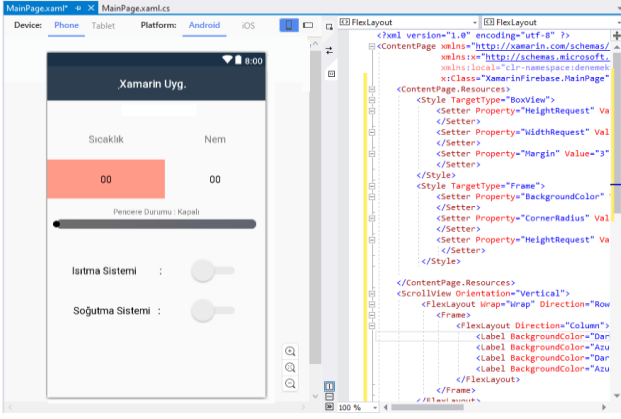 MainPage.xaml* MainPage.xaml.cs
Device: Phone Tablet Platform: Android iOS
8:00
Xamarin Uyg.
Sıcaklık Nem
00 00
Pencere Durumu : Kapalı
Isıtma Sistemi :
Soğutma Sistemi :
FlexLayout FlexLayout
<?xml version="1.0" encoding="utf-8" ?>
<ContentPage xmlns="http://xamarin.com/schemas/
xmlns:x="http://schemas.microsoft.
xmlns:local="clr-namespace:denemek
x:Class="XamarinFirebase.MainPage"
<ContentPage.Resources>
<Style TargetType="BoxView">
<Setter Property="HeightRequest" Va
</Setter>
<Setter Property="WidthRequest" Val
</Setter>
<Setter Property="Margin" Value="3"
</Setter>
</Style>
<Style TargetType="Frame">
<Setter Property="BackgroundColor"
</Setter>
<Setter Property="CornerRadius" Val
</Setter>
<Setter Property="HeightRequest" Va
</Setter>
</Style>
</ContentPage.Resources>
<ScrollView Orientation="Vertical">
<FlexLayout Wrap="Wrap" Direction="Row
<Frame>
<FlexLayout Direction="Column">
<Label BackgroundColor="Dar
<Label BackgroundColor="Azu
<Label BackgroundColor="Dar
<Label BackgroundColor="Azu
</FlexLayout>
</Frame>
</FlexLayout>
100 %